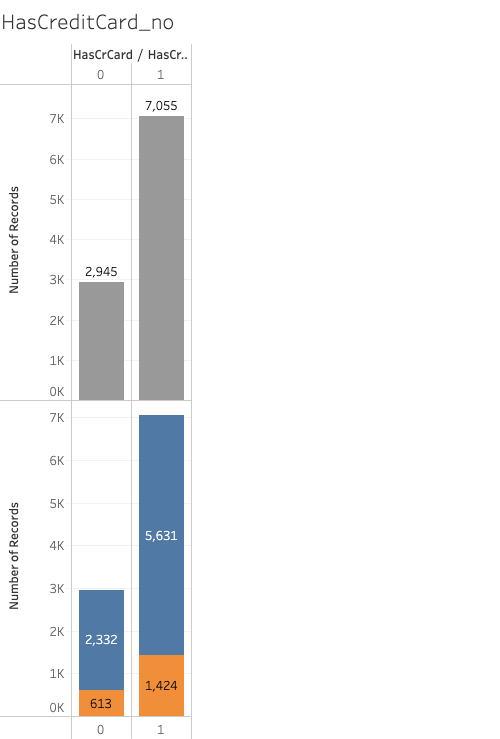 HasCreditCard_no
HasCrCard / HasCr..
0 1
7,055
7K
6K
5K
4K
2,945
3K
2K
1K
0K
Number of Records
7K
6K
5K
5,631
4K
3K
2,332
2K
1K
1,424
613
0K
Number of Records
0 1